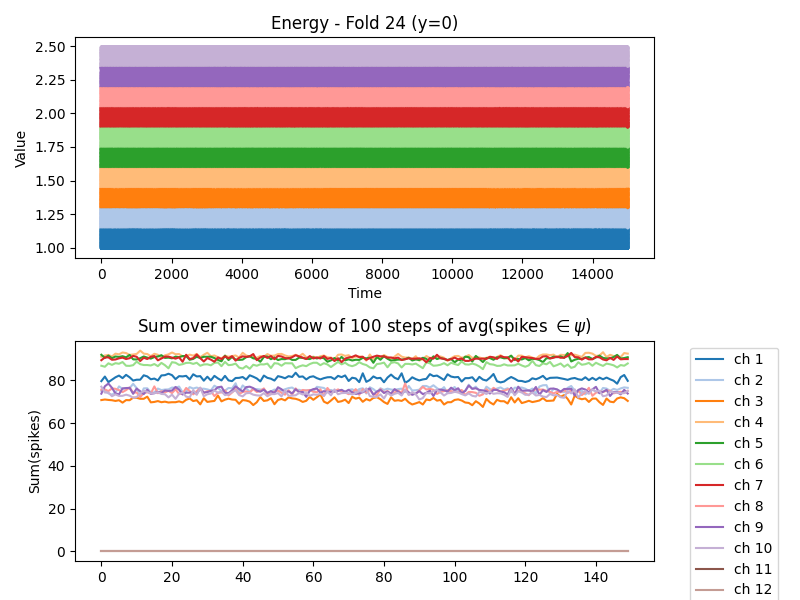 Energy - Fold 24 (y=0)
2.50
2.25
2.00
1.75
1.50
1.25
1.00
Value
0 2000 4000 6000 8000 10000 12000 14000
Time
Sum over timewindow of 100 steps of avg(spikes ∈ ψ)
80
60
40
20
0
Sum(spikes)
0 20 40 60 80 100 120 140
ch 1
ch 2
ch 3
ch 4
ch 5
ch 6
ch 7
ch 8
ch 9
ch 10
ch 11
ch 12